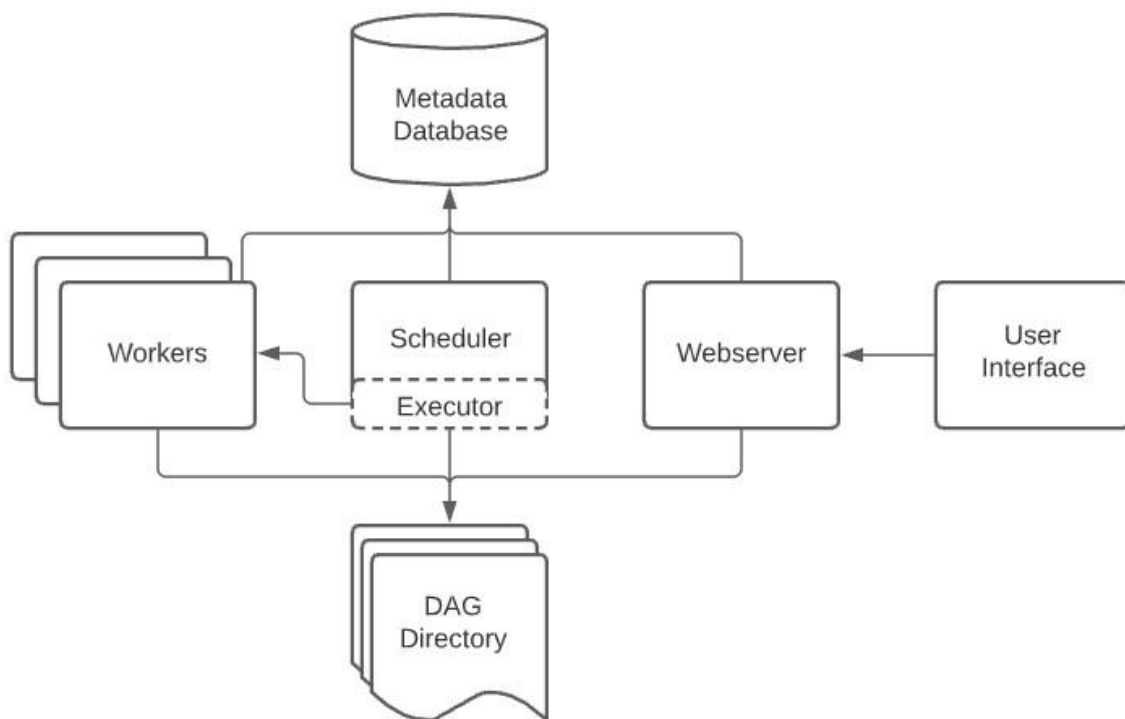 Metadata
Database
Workers
Scheduler
Executor
Webserver
User
Interface
DAG
Directory